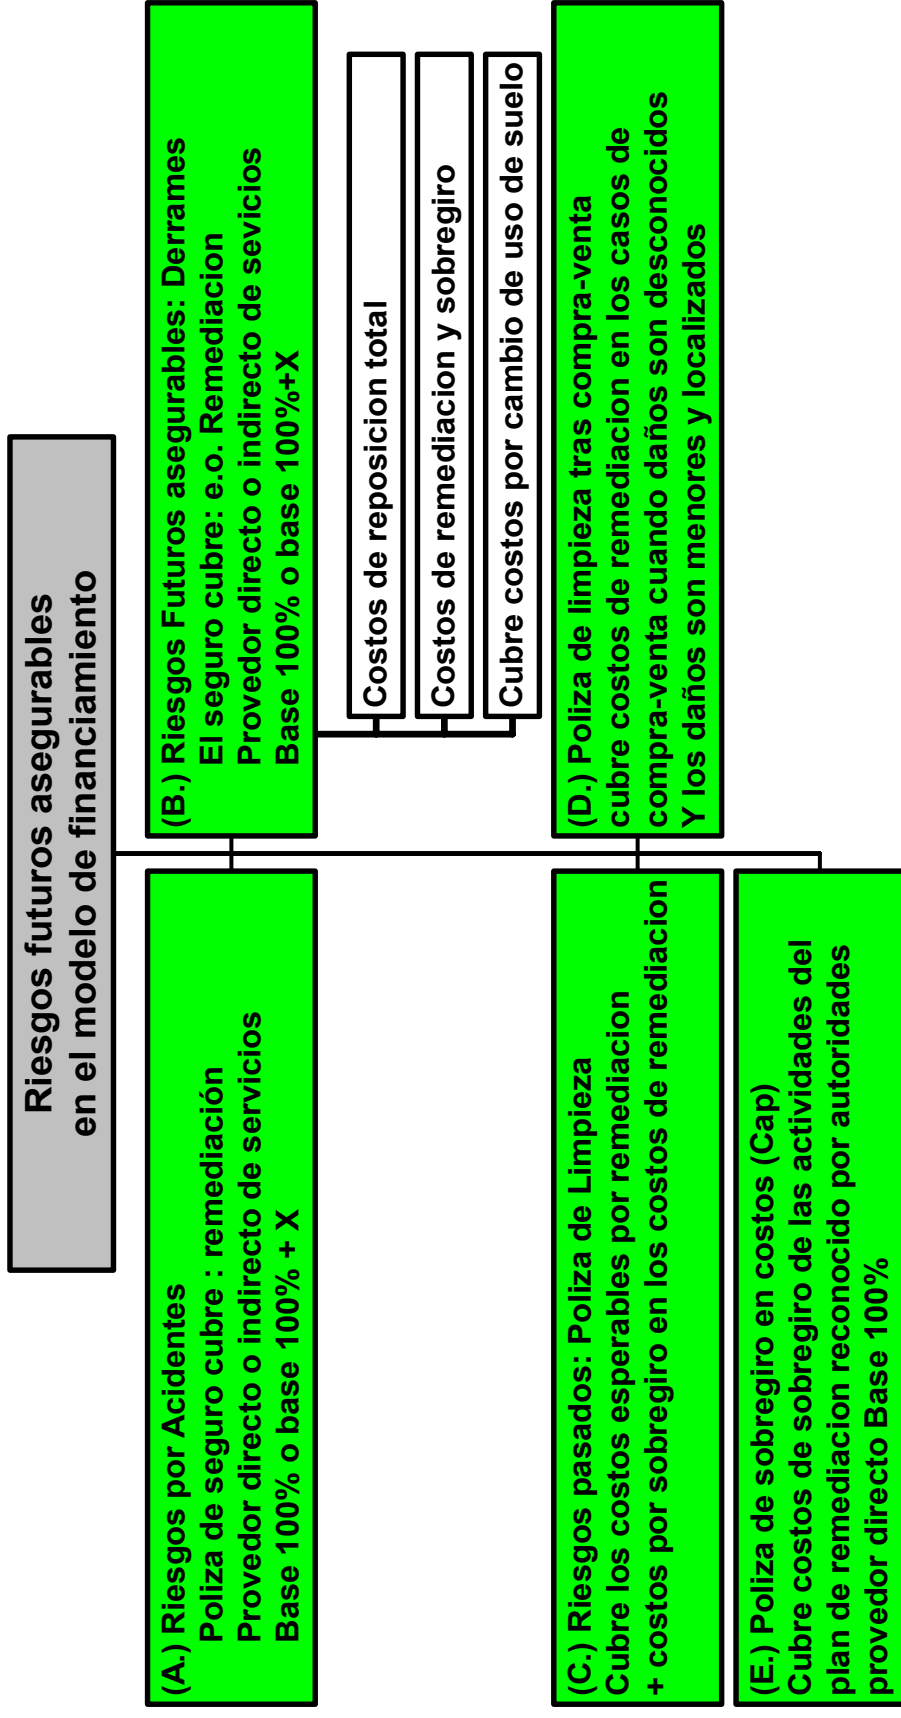 Riesgos futuros asegurables
en el modelo de financiamiento
(A.) Riesgos por Acidentes
Poliza de seguro cubre : remediación
Provedor directo o indirecto de servicios
Base 100% o base 100% + X
(B.) Riesgos Futuros asegurables: Derrames
El seguro cubre: e.o. Remediacion
Provedor directo o indirecto de sevicios
Base 100% o base 100%+X
Costos de reposicion total
Costos de remediacion y sobregiro
Cubre costos por cambio de uso de suelo
(C.) Riesgos pasados: Poliza de Limpieza
Cubre los costos esperables por remediacion
+ costos por sobregiro en los costos de remediacion
(D.) Poliza de limpieza tras compra-venta
cubre costos de remediacion en los casos de
compra-venta cuando daños son desconocidos
Y los daños son menores y localizados
(E.) Poliza de sobregiro en costos (Cap)
Cubre costos de sobregiro de las actividades del
plan de remediacion reconocido por autoridades
provedor directo Base 100%